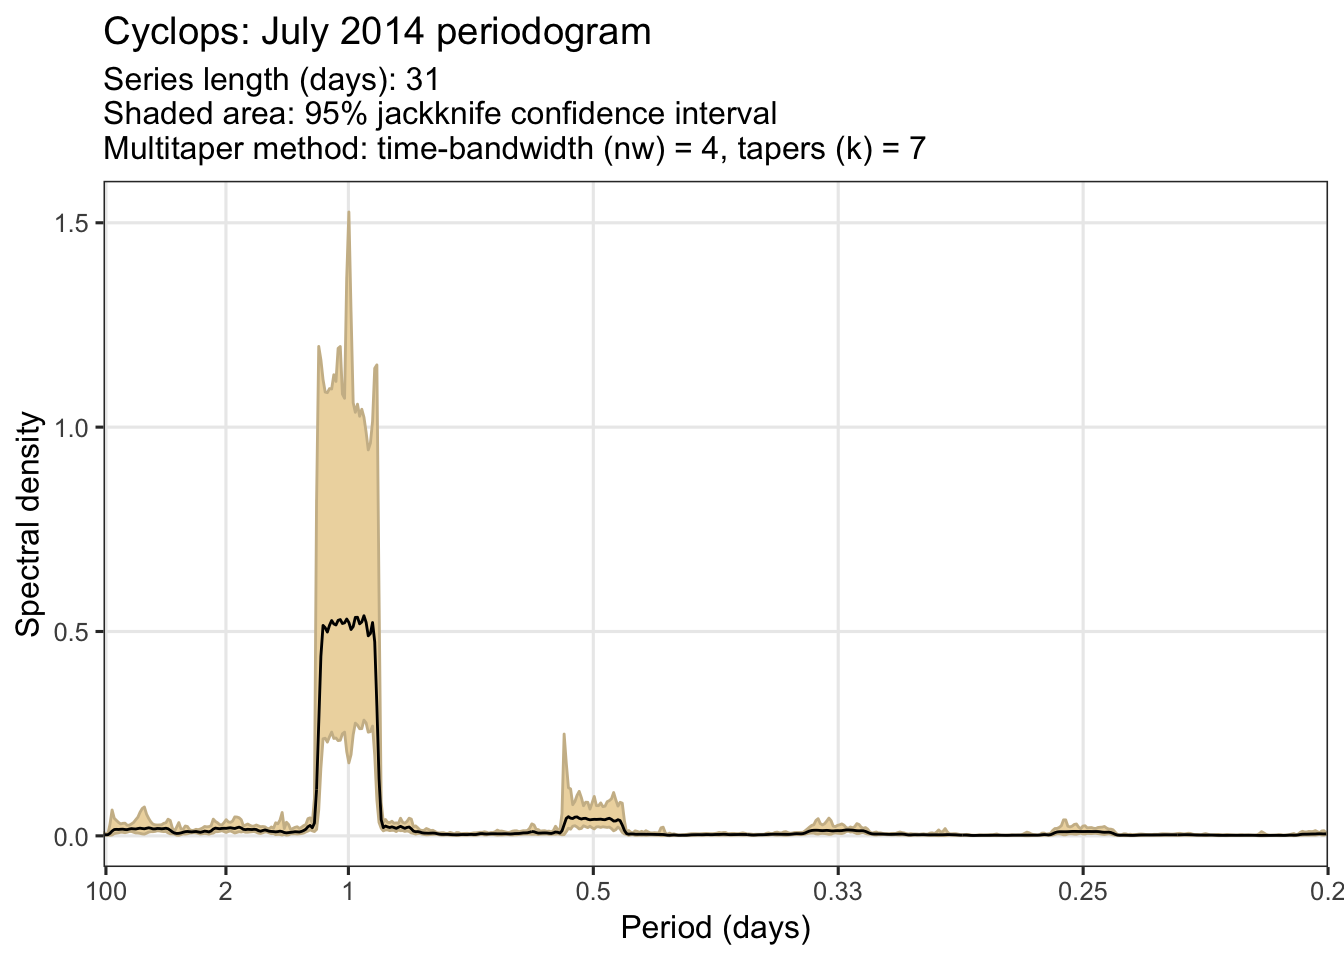 Cyclops: July 2014 periodogram
Series length (days): 31
Shaded area: 95% jackknife confidence interval
Multitaper method: time-bandwidth (nw) = 4, tapers (k) = 7
1.5
1.0
0.5
0.0
Spectral density
100 2 1 0.5 0.33 0.25 0.2
Period (days)